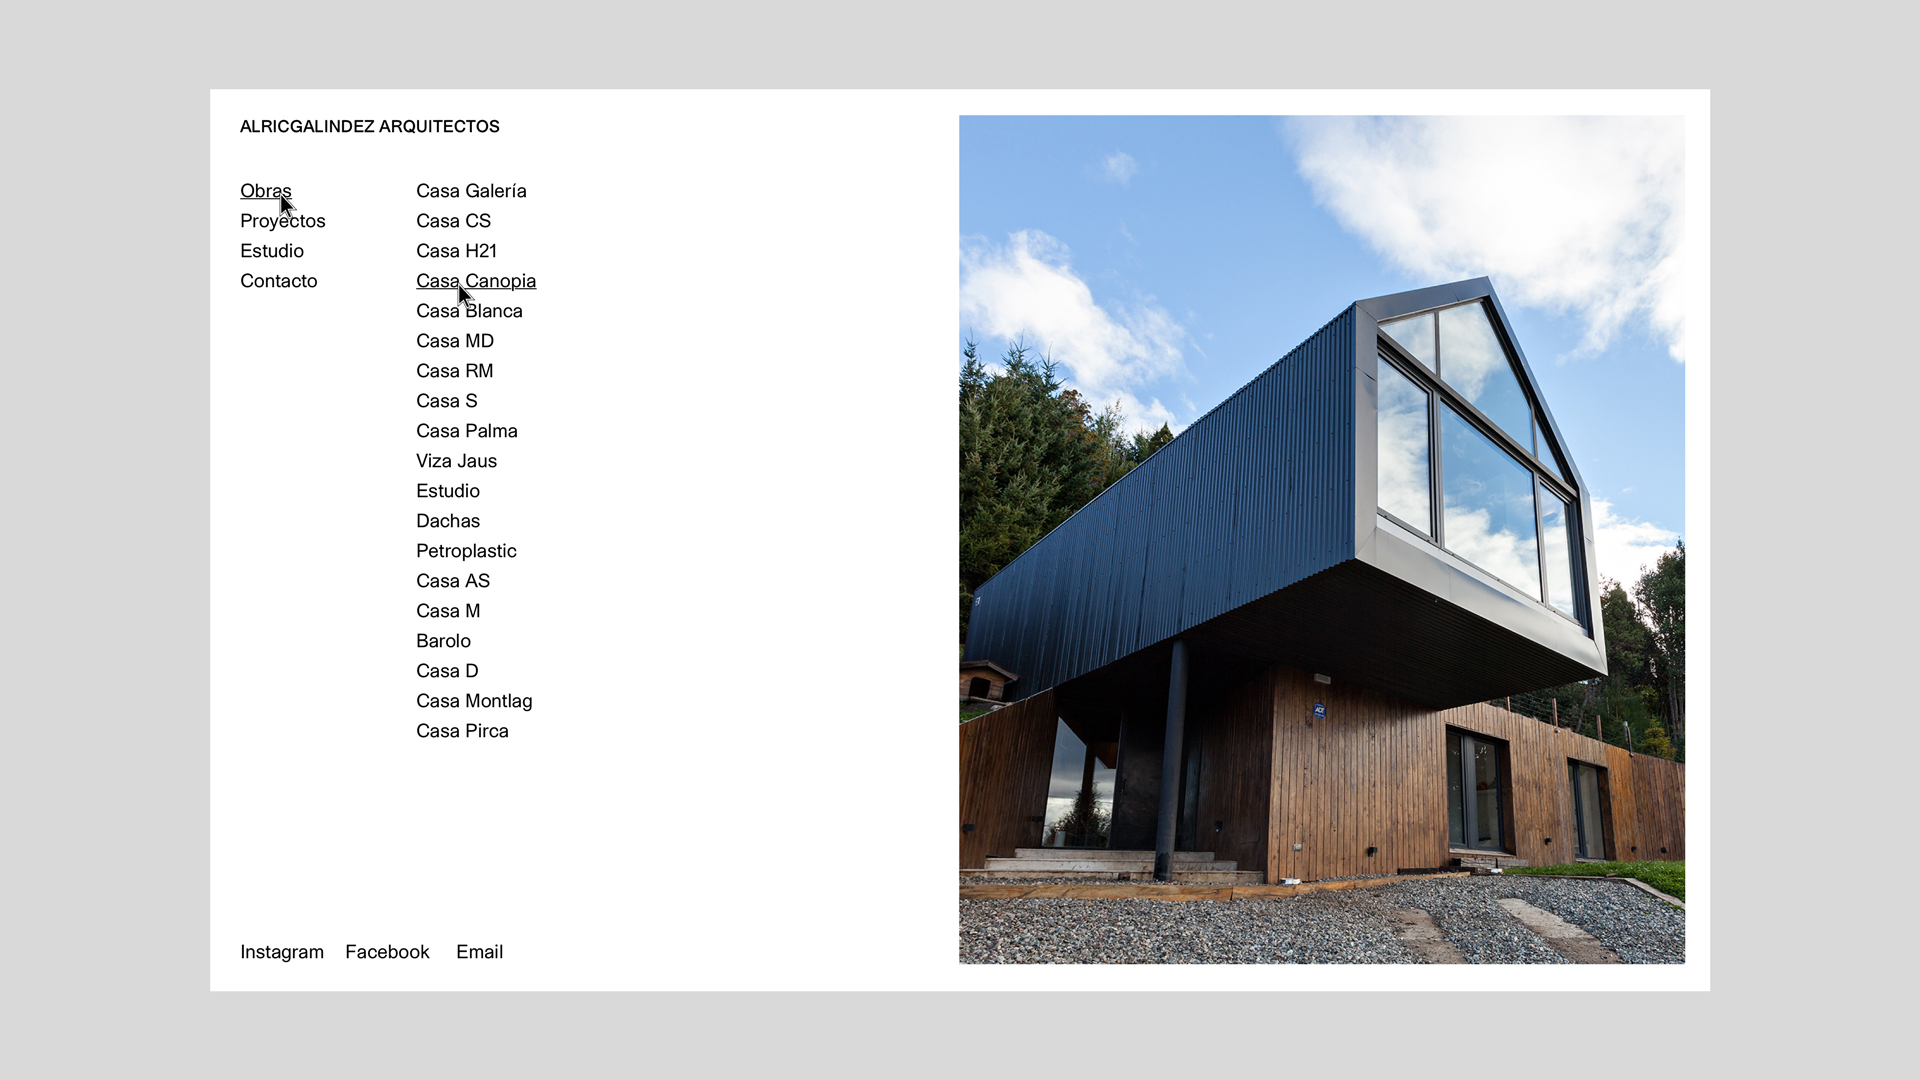 ALRICGALINDEZ ARQUITECTOS
Obras
Proyectos
Estudio
Contacto
Casa Galería
Casa CS
Casa H21
Casa Canopia
Casa Blanca
Casa MD
Casa RM
Casa S
Casa Palma
Viza Jaus
Estudio
Dachas
Petroplastic
Casa AS
Casa M
Barolo
Casa D
Casa Montlag
Casa Pirca
ADT
Instagram Facebook Email